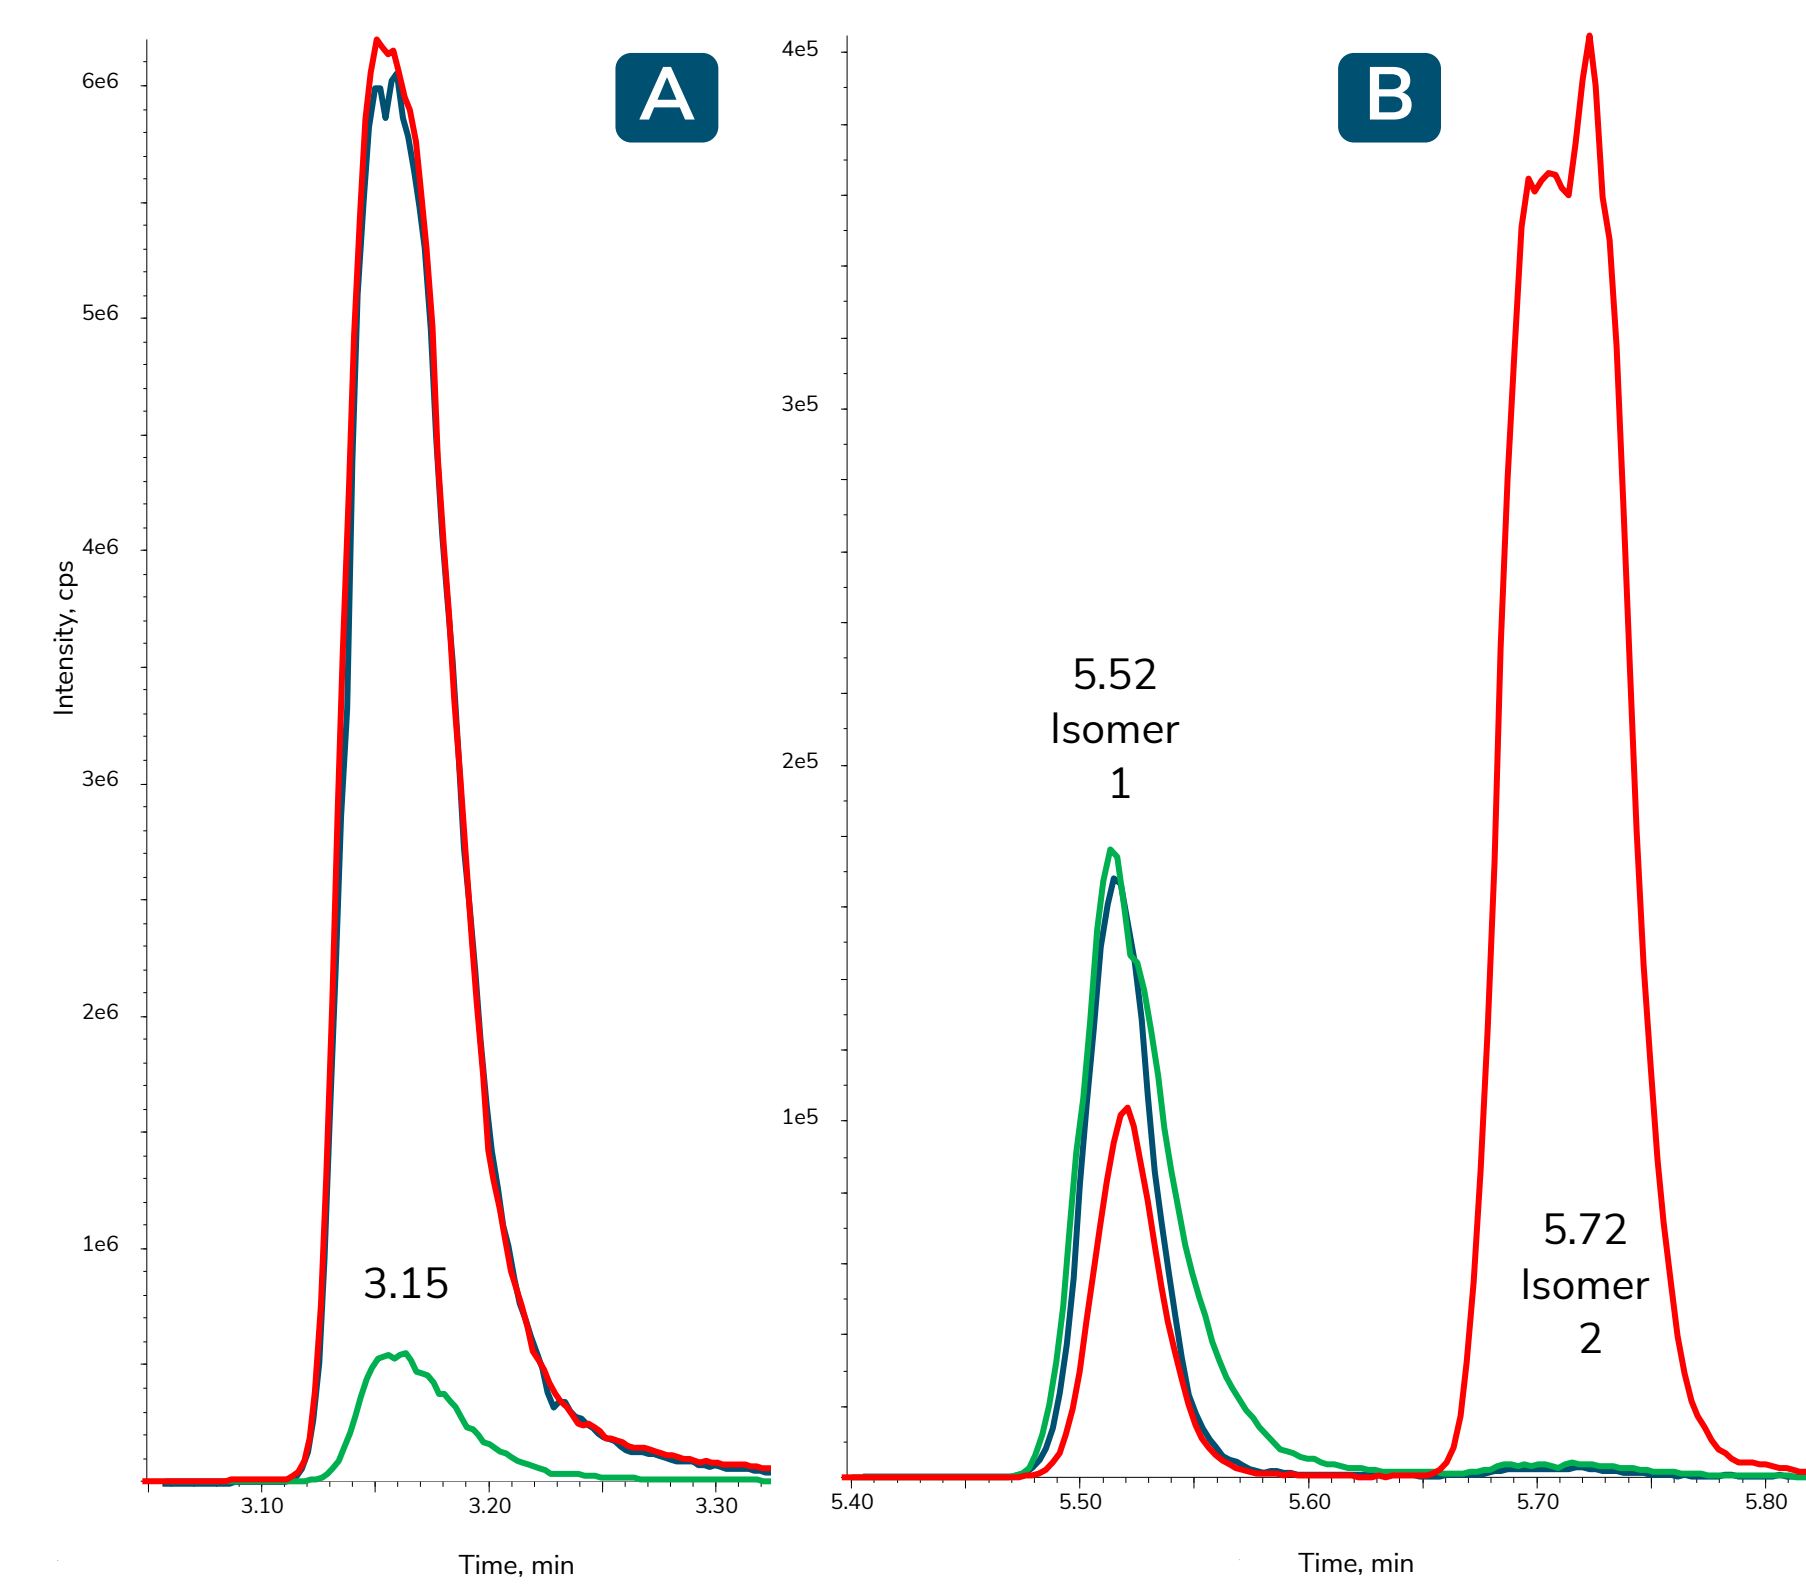 A
6e6
5e6
4e6
3e6
2e6
1e6
Intensity, cps
3.15
3.10
3.20
3.30
Time, min
B
4e5
3e5
2e5
1e5
5.52
Isomer
1
5.72
Isomer
2
5.40
5.50
5.60
5.70
5.80
Time, min